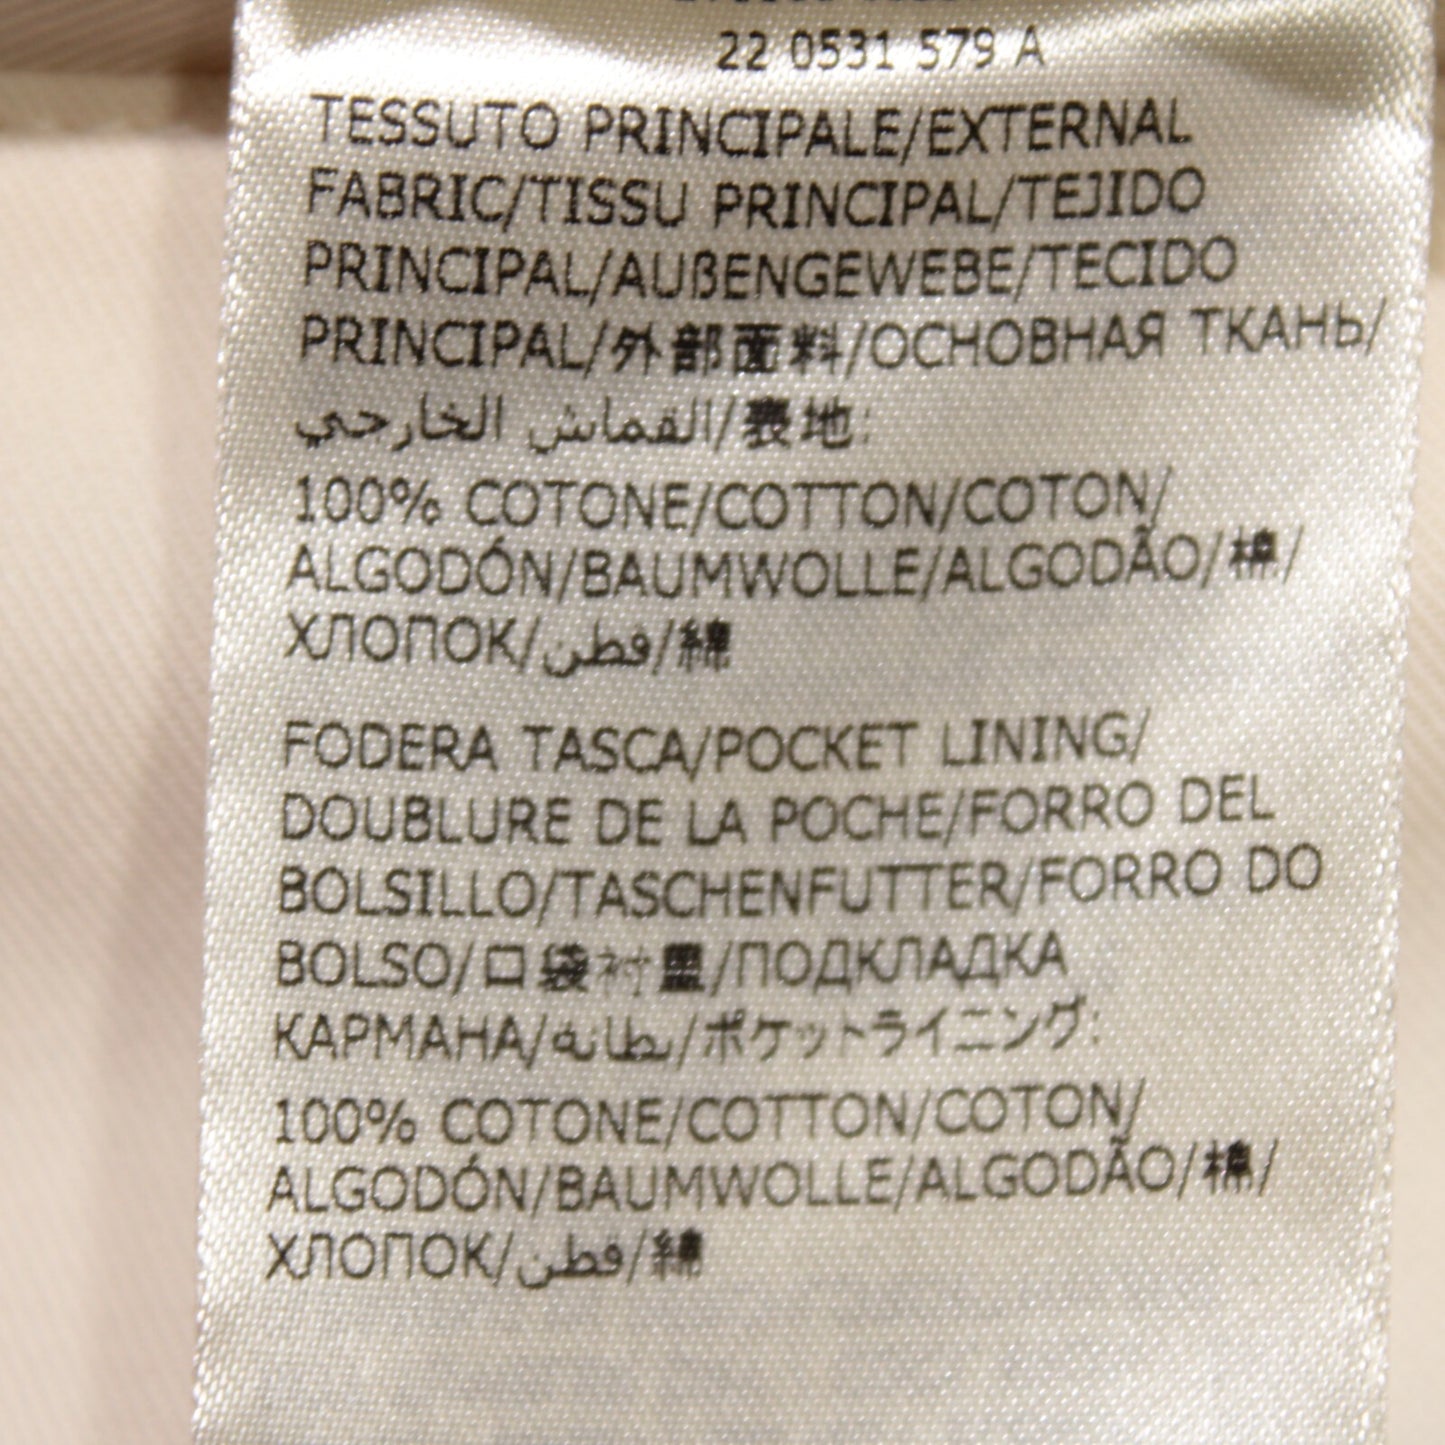 22 0531 579 A
TESSUTO PRINCIPALE/EXTERNAL
FABRIC/TISSU PRINCIPAL/TEJIDO
PRINCIPAL/AUßENGEWEBE/TECIDO
PRINCIPAL/外部面料/ОСНОВНАЯ ТКАНЬ/
القماش الخارجي/表地:
100% COTONE/COTTON/COTON/
ALGODÓN/BAUMWOLLE/ALGODÃO/棉/
ХЛОПОК/قطن/綿
FODERA TASCA/POCKET LINING/
DOUBLURE DE LA POCHE/FORRO DEL
BOLSILLO/TASCHENFUTTER/FORRO DO
BOLSO/口袋衬里/ПОДКЛАДКА
КАРМАНА/بطانة/ポケットライニング:
100% COTONE/COTTON/COTON/
ALGODÓN/BAUMWOLLE/ALGODÃO/棉/
ХЛОПОК/قطن/綿